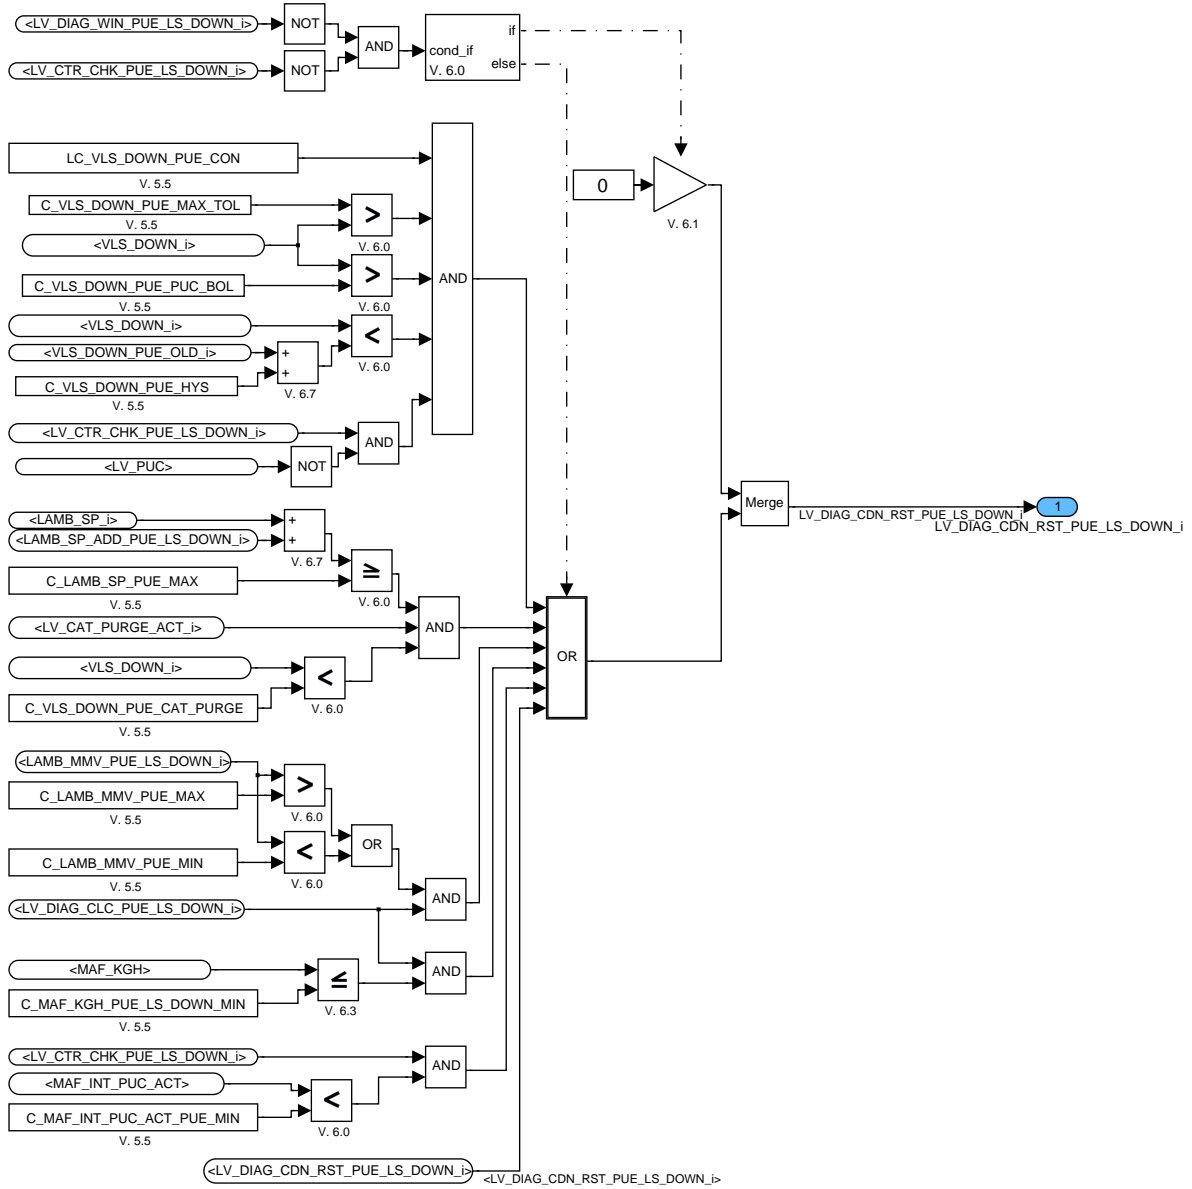 <LV_DIAG_WIN_PUE_LS_DOWN_i>
NOT
AND
<LV_CTR_CHK_PUE_LS_DOWN_i>
NOT
cond_if
if
else
V. 6.0
LC_VLS_DOWN_PUE_CON
V. 5.5
C_VLS_DOWN_PUE_MAX_TOL
V. 5.5
>
V. 6.0
<VLS_DOWN_i>
>
V. 6.0
C_VLS_DOWN_PUE_PUC_BOL
V. 5.5
AND
0
V. 6.1
<VLS_DOWN_i>
<
V. 6.0
<VLS_DOWN_PUE_OLD_i>
+
+
V. 6.7
C_VLS_DOWN_PUE_HYS
V. 5.5
<LV_CTR_CHK_PUE_LS_DOWN_i>
AND
<LV_PUC>
NOT
Merge
LV_DIAG_CDN_RST_PUE_LS_DOWN_i
1
LV_DIAG_CDN_RST_PUE_LS_DOWN_i
<LAMB_SP_i>
+
<LAMB_SP_ADD_PUE_LS_DOWN_i>
+
V. 6.7
≥
V. 6.0
C_LAMB_SP_PUE_MAX
V. 5.5
<LV_CAT_PURGE_ACT_i>
AND
<VLS_DOWN_i>
<
V. 6.0
C_VLS_DOWN_PUE_CAT_PURGE
V. 5.5
OR
<LAMB_MMV_PUE_LS_DOWN_i>
>
V. 6.0
C_LAMB_MMV_PUE_MAX
V. 5.5
<
V. 6.0
OR
C_LAMB_MMV_PUE_MIN
V. 5.5
AND
<LV_DIAG_CLC_PUE_LS_DOWN_i>
<MAF_KGH>
≤
V. 6.3
AND
C_MAF_KGH_PUE_LS_DOWN_MIN
V. 5.5
<LV_CTR_CHK_PUE_LS_DOWN_i>
AND
<MAF_INT_PUC_ACT>
<
V. 6.0
C_MAF_INT_PUC_ACT_PUE_MIN
V. 5.5
<LV_DIAG_CDN_RST_PUE_LS_DOWN_i>
<LV_DIAG_CDN_RST_PUE_LS_DOWN_i>